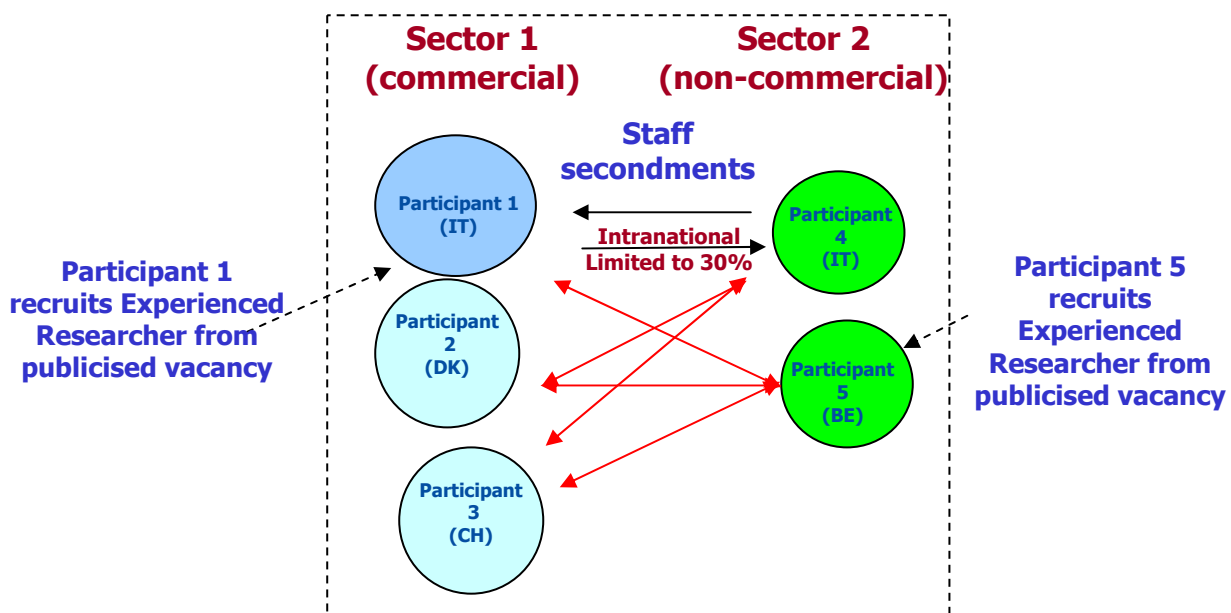 Sector 1
(commercial)
Sector 2
(non-commercial)
Staff
secondments
Participant 1
(IT)
Participant
4
(IT)
Intranational
Limited to 30%
Participant 1
recruits Experienced
Researcher from
publicised vacancy
Participant
2
(DK)
Participant
5
(BE)
Participant 5
recruits
Experienced
Researcher from
publicised vacancy
Participant
3
(CH)